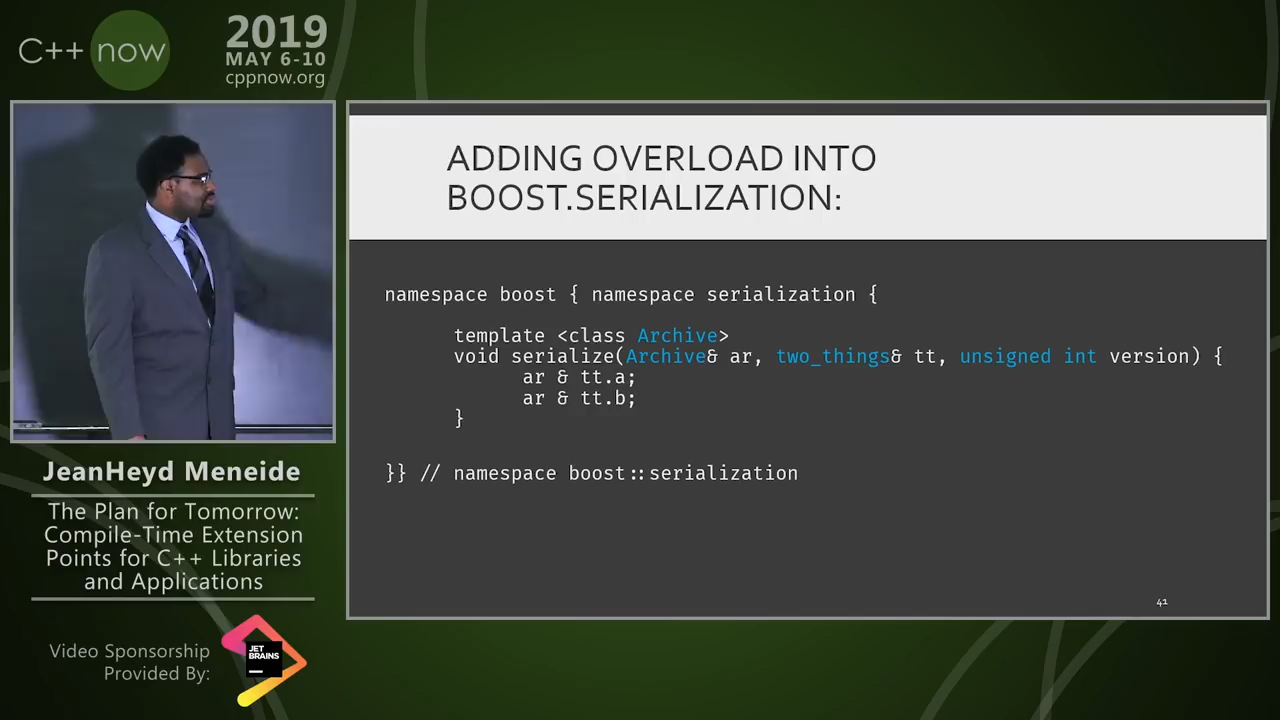 C++ now
2019
MAY 6-10
cppnow.org
ADDING OVERLOAD INTO
BOOST.SERIALIZATION:
namespace boost { namespace serialization {
template <class Archive>
void serialize(Archive& ar, two_things& tt, unsigned int version) {
ar & tt.a;
ar & tt.b;
}
}} // namespace boost::serialization
41
JeanHeyd Meneide
The Plan for Tomorrow:
Compile-Time Extension
Points for C++ Libraries
and Applications
Video Sponsorship
Provided By:
JET
BRAINS